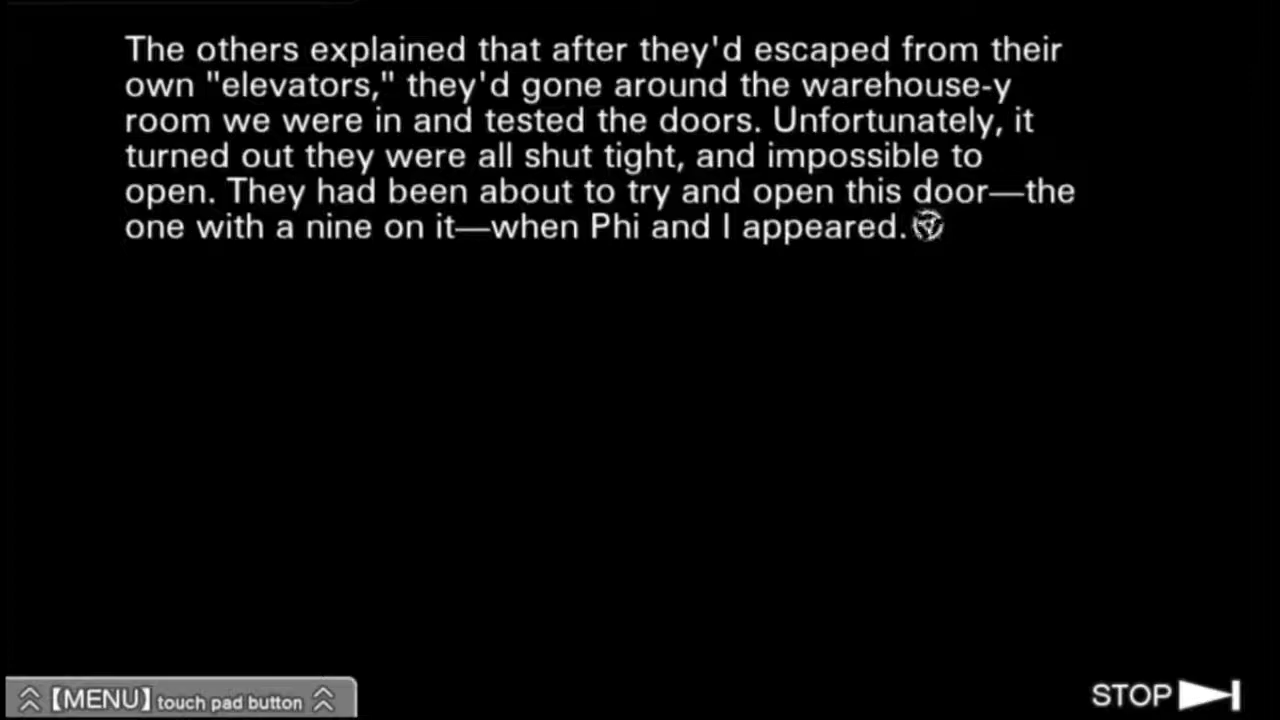 The others explained that after they'd escaped from their
own "elevators," they'd gone around the warehouse-y
room we were in and tested the doors. Unfortunately, it
turned out they were all shut tight, and impossible to
open. They had been about to try and open this door—the
one with a nine on it—when Phi and I appeared.
【MENU】touch pad button
STOP